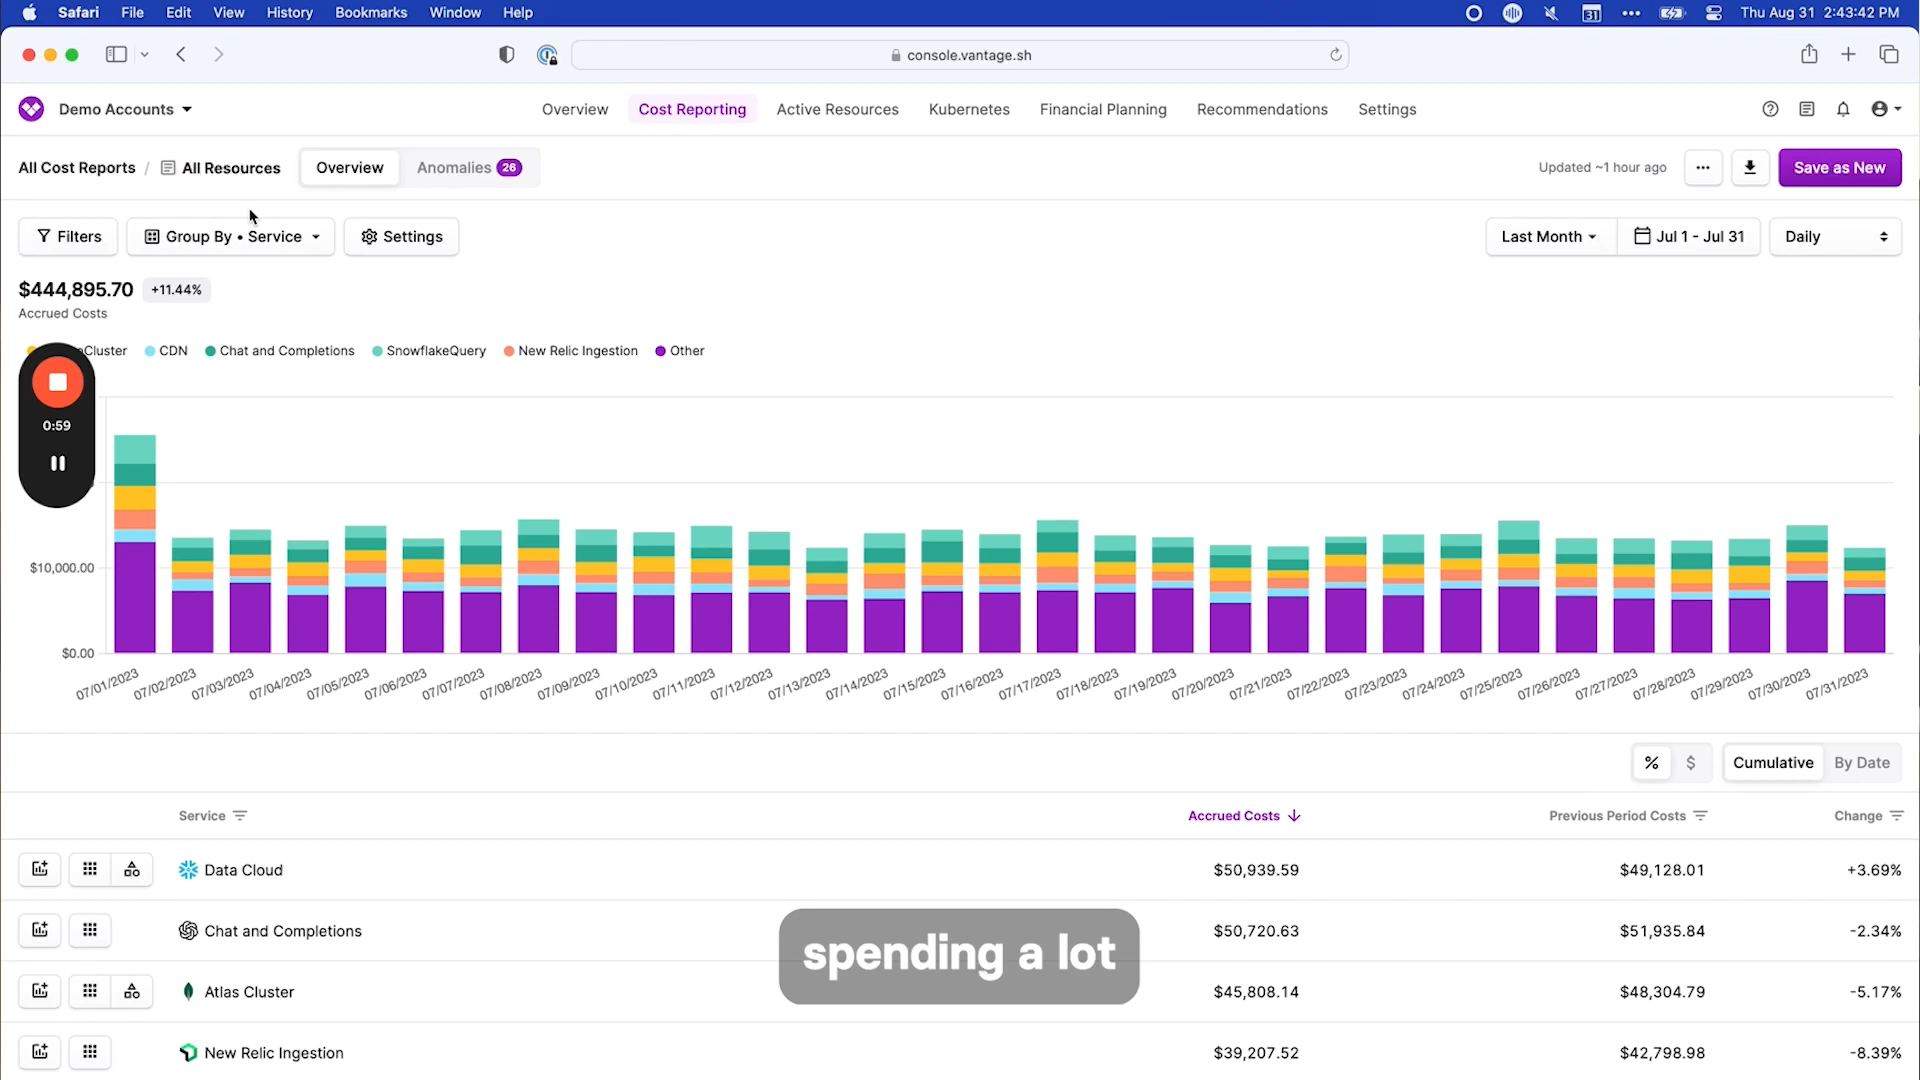 Safari File Edit View History Bookmarks Window Help
31 Thu Aug 31 2:43:42 PM
console.vantage.sh
Demo Accounts
Overview Cost Reporting Active Resources Kubernetes Financial Planning Recommendations Settings
All Cost Reports / All Resources Overview Anomalies 26
Updated ~1 hour ago ... Save as New
Filters Group By • Service Settings
Last Month Jul 1 - Jul 31 Daily
$444,895.70 +11.44%
Accrued Costs
Cluster CDN Chat and Completions SnowflakeQuery New Relic Ingestion Other
0:59
$10,000.00
$0.00
07/01/2023 07/02/2023 07/03/2023 07/04/2023 07/05/2023 07/06/2023 07/07/2023 07/08/2023 07/09/2023 07/10/2023 07/11/2023 07/12/2023 07/13/2023 07/14/2023 07/15/2023 07/16/2023 07/17/2023 07/18/2023 07/19/2023 07/20/2023 07/21/2023 07/22/2023 07/23/2023 07/24/2023 07/25/2023 07/26/2023 07/27/2023 07/28/2023 07/29/2023 07/30/2023 07/31/2023
% $ Cumulative By Date
Service Accrued Costs Previous Period Costs Change
Data Cloud $50,939.59 $49,128.01 +3.69%
Chat and Completions $50,720.63 $51,935.84 -2.34%
spending a lot
Atlas Cluster $45,808.14 $48,304.79 -5.17%
New Relic Ingestion $39,207.52 $42,798.98 -8.39%